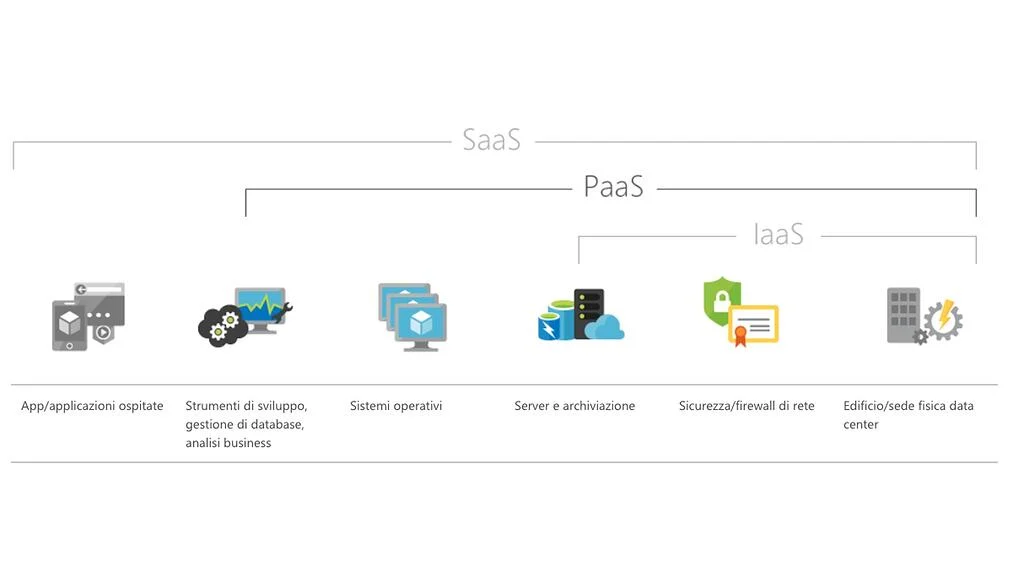 SaaS
PaaS
IaaS
App/applicazioni ospitate
Strumenti di sviluppo,
gestione di database,
analisi business
Sistemi operativi
Server e archiviazione
Sicurezza/firewall di rete
Edificio/sede fisica data
center